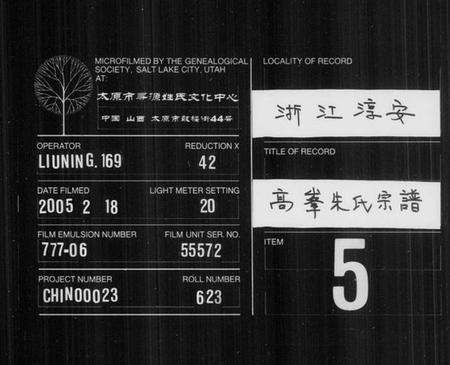 MICROFILMED BY THE GENEALOGICAL
SOCIETY, SALT LAKE CITY, UTAH
AT:
太原市寻源姓氏文化中心
中国 山西 太原市鼓楼街44号
OPERATOR
LIUNING. 169
REDUCTION X
42
DATE FILMED
2005 2 18
LIGHT METER SETTING
20
FILM EMULSION NUMBER
777-06
FILM UNIT SER. NO.
55572
PROJECT NUMBER
CHIN00023
ROLL NUMBER
623
LOCALITY OF RECORD
浙江淳安
TITLE OF RECORD
高峯朱氏宗譜
ITEM
5